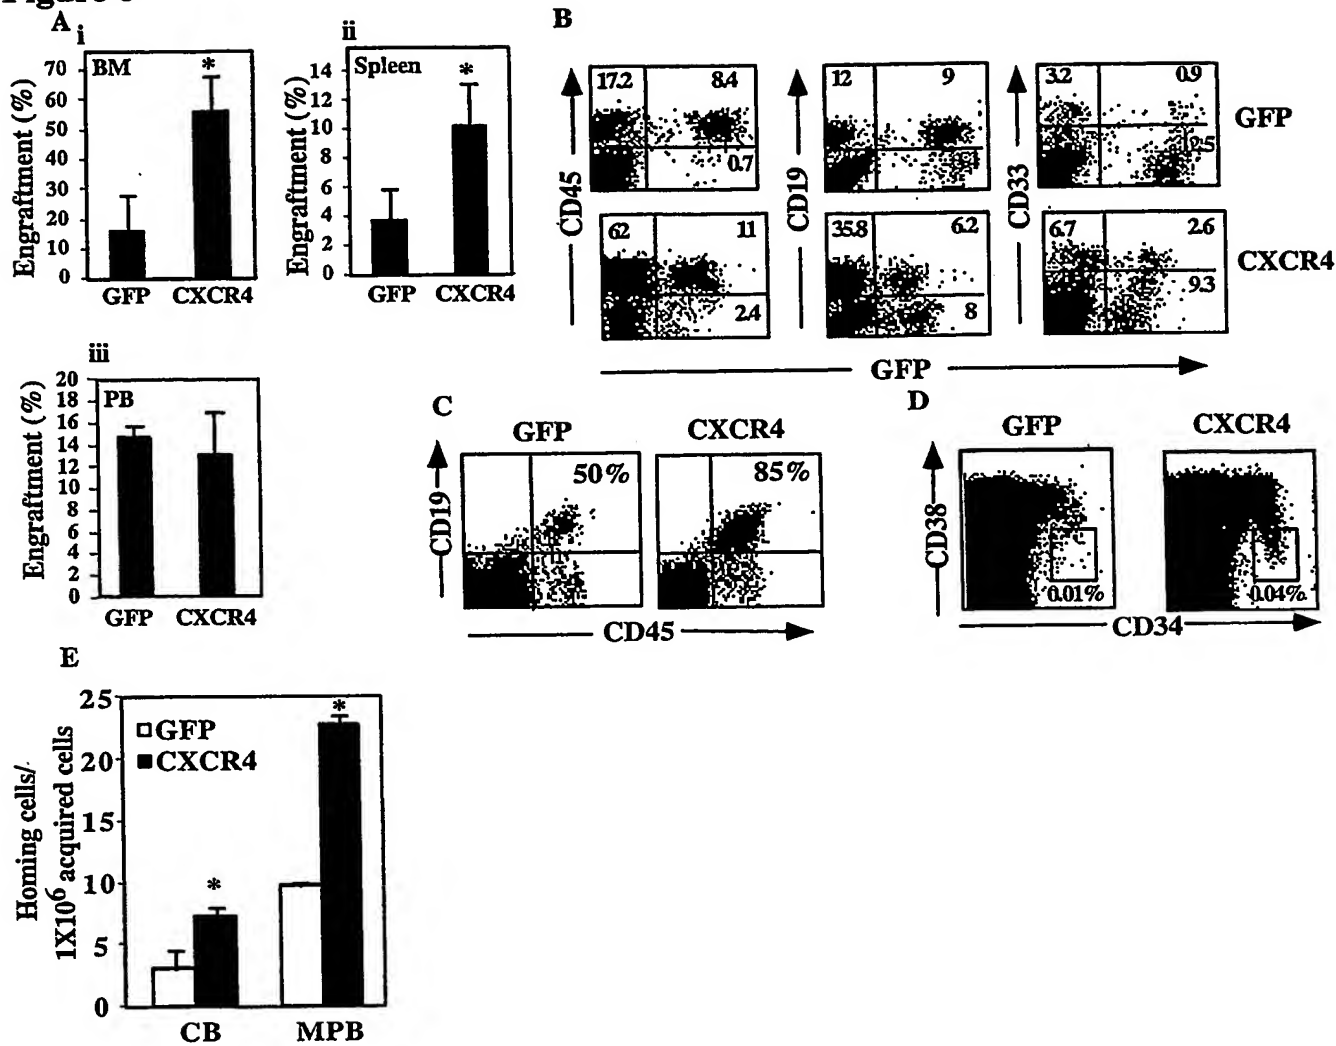 A
i
BM
*
Engraftment (%)
70
60
50
40
30
20
10
0
GFP CXCR4
ii
Spleen
*
Engraftment (%)
14
12
10
8
6
4
2
0
GFP CXCR4
iii
PB
Engraftment (%)
20
18
16
14
12
10
8
6
4
2
0
GFP CXCR4
B
CD45
17.2 8.4
0.7
CD19
12 9
CD33
3.2 0.9
GFP
62 11
2.4
35.8 6.2
8
6.7 2.6
9.3
CXCR4
GFP
C
GFP CXCR4
CD19
50% 85%
CD45
D
GFP CXCR4
CD38
0.01% 0.04%
CD34
E
Homing cells/
1X10⁶ acquired cells
25
20
15
10
5
0
GFP
CXCR4
*
*
CB MPB